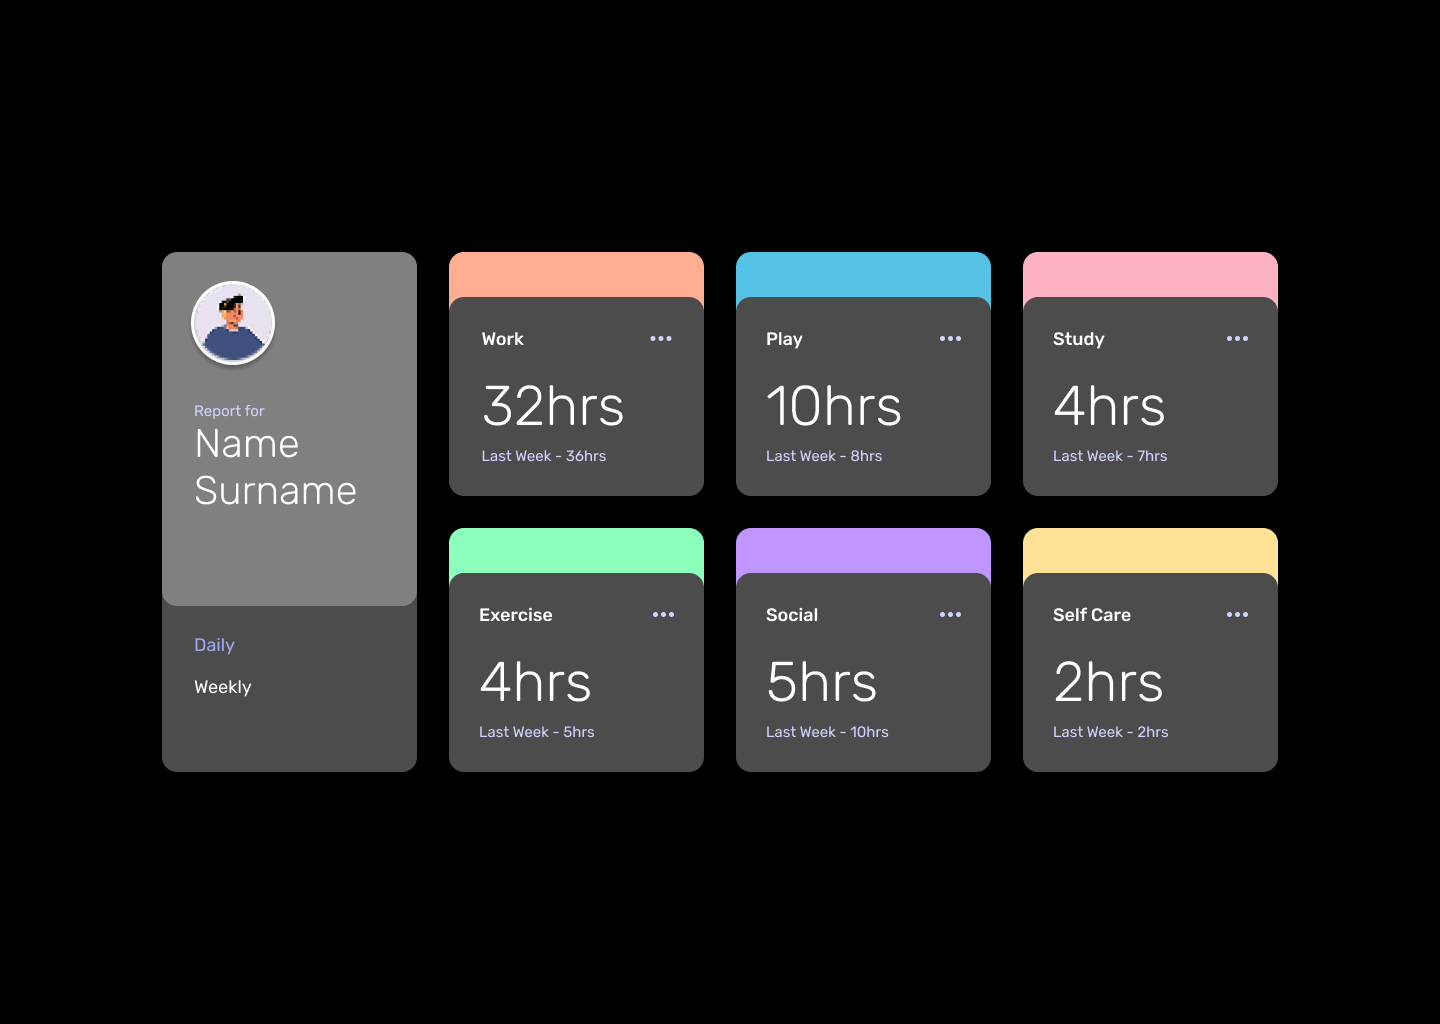 Report for
Name
Surname
Daily
Weekly
Work
32hrs
Last Week - 36hrs
Play
10hrs
Last Week - 8hrs
Study
4hrs
Last Week - 7hrs
Exercise
4hrs
Last Week - 5hrs
Social
5hrs
Last Week - 10hrs
Self Care
2hrs
Last Week - 2hrs